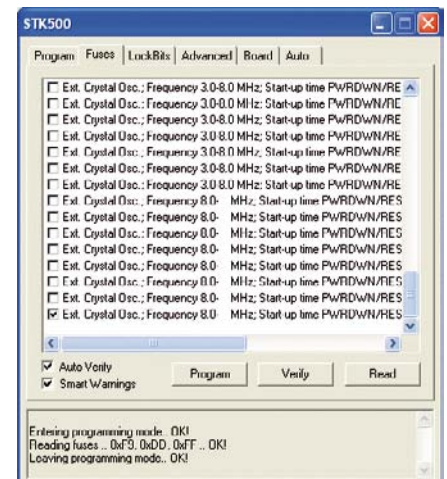 STK500
Program Fuses LockBits Advanced Board Auto
Ext. Crystal Osc.; Frequency 3.0-8.0 MHz; Start-up time PWRDWN/RE
Ext. Crystal Osc.; Frequency 3.0-8.0 MHz; Start-up time PWRDWN/RE
Ext. Crystal Osc.; Frequency 3.0-8.0 MHz; Start-up time PWRDWN/RE
Ext. Crystal Osc.; Frequency 3.0-8.0 MHz; Start-up time PWRDWN/RE
Ext. Crystal Osc.; Frequency 3.0-8.0 MHz; Start-up time PWRDWN/RE
Ext. Crystal Osc.; Frequency 3.0-8.0 MHz; Start-up time PWRDWN/RE
Ext. Crystal Osc.; Frequency 3.0-8.0 MHz; Start-up time PWRDWN/RE
Ext. Crystal Osc.; Frequency 8.0- MHz; Start-up time PWRDWN/RES
Ext. Crystal Osc.; Frequency 8.0- MHz; Start-up time PWRDWN/RES
Ext. Crystal Osc.; Frequency 8.0- MHz; Start-up time PWRDWN/RES
Ext. Crystal Osc.; Frequency 8.0- MHz; Start-up time PWRDWN/RES
Ext. Crystal Osc.; Frequency 8.0- MHz; Start-up time PWRDWN/RES
Ext. Crystal Osc.; Frequency 8.0- MHz; Start-up time PWRDWN/RES
Ext. Crystal Osc.; Frequency 8.0- MHz; Start-up time PWRDWN/RES
Auto Verify
Smart Warnings
Program Verify Read
Entering programming mode.. OK!
Reading fuses .. 0xF9, 0xDD, 0xFF .. OK!
Leaving programming mode.. OK!